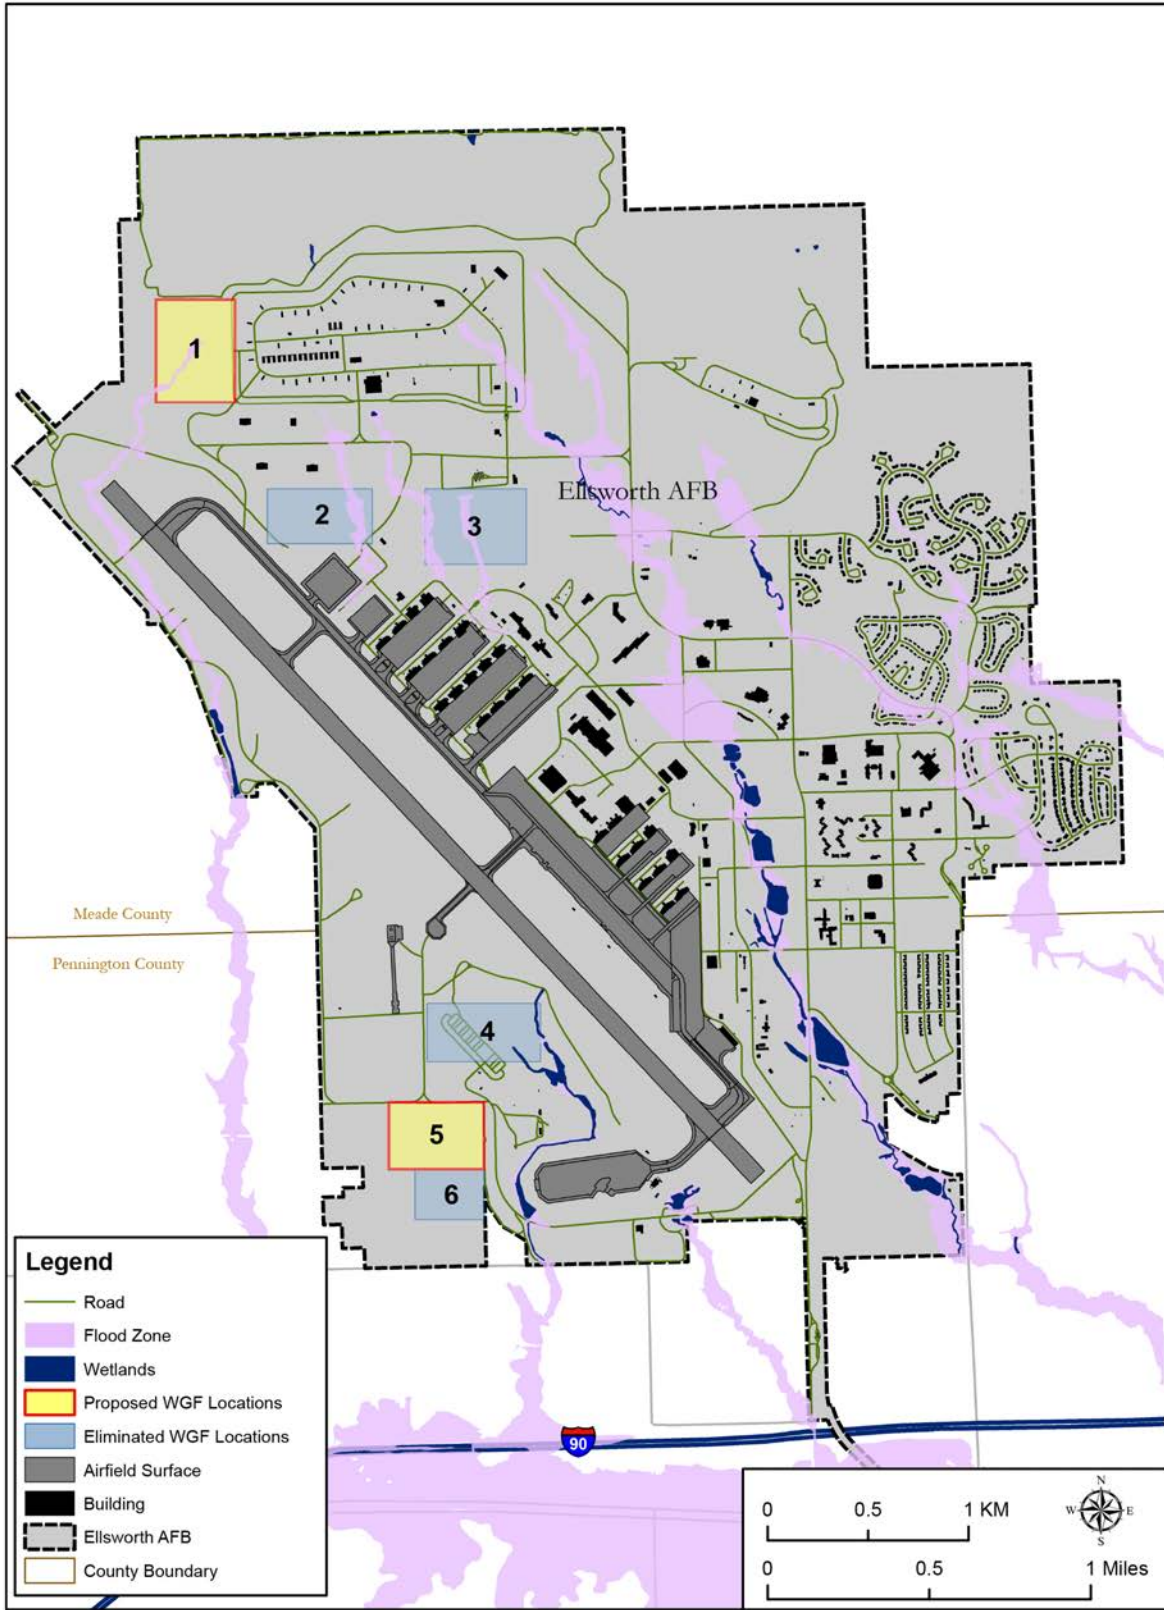 1
2
3
Ellsworth AFB
Meade County
Pennington County
4
5
6
Legend
Road
Flood Zone
Wetlands
Proposed WGF Locations
Eliminated WGF Locations
Airfield Surface
Building
Ellsworth AFB
County Boundary
90
0 0.5 1 KM
N
W E
S
0 0.5 1 Miles